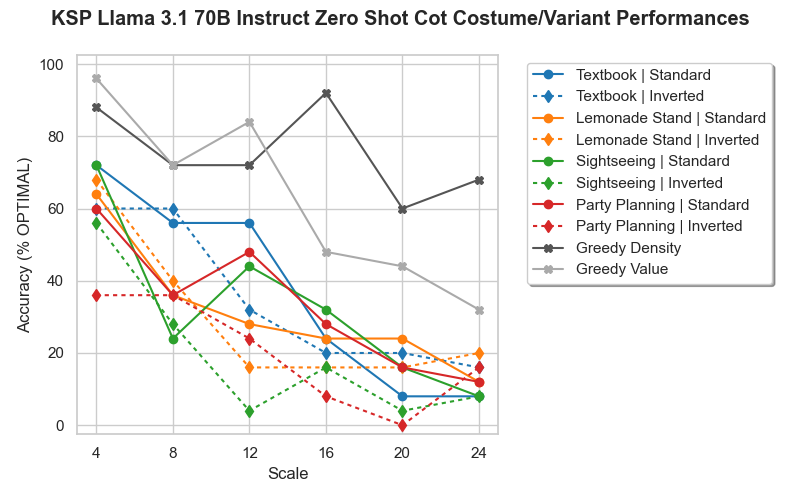 KSP Llama 3.1 70B Instruct Zero Shot Cot Costume/Variant Performances
100
80
60
40
20
0
Accuracy (% OPTIMAL)
4 8 12 16 20 24
Scale
Textbook | Standard
Textbook | Inverted
Lemonade Stand | Standard
Lemonade Stand | Inverted
Sightseeing | Standard
Sightseeing | Inverted
Party Planning | Standard
Party Planning | Inverted
Greedy Density
Greedy Value